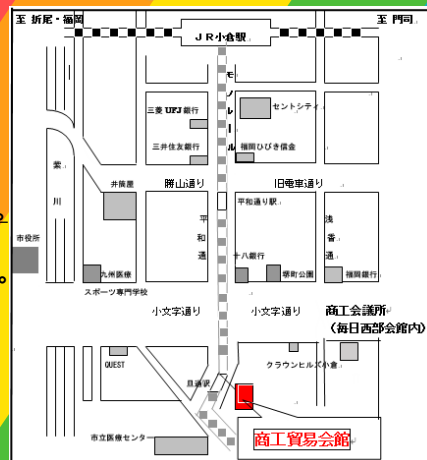 至 折尾・福岡
至 門司
JR小倉駅
モノレール
三菱UFJ銀行
セントシティ
三井住友銀行
福岡ひびき信金
紫川
井筒屋
勝山通り
旧電車通り
平和通り駅
平和通
浅香通
市役所
九州医療
スポーツ専門学校
十八銀行
堺町公園
福岡銀行
小文字通り
小文字通り
商工会議所
(毎日西部会館内)
QUEST
クラウンヒルズ小倉
旦過駅
市立医療センター
商工貿易会館